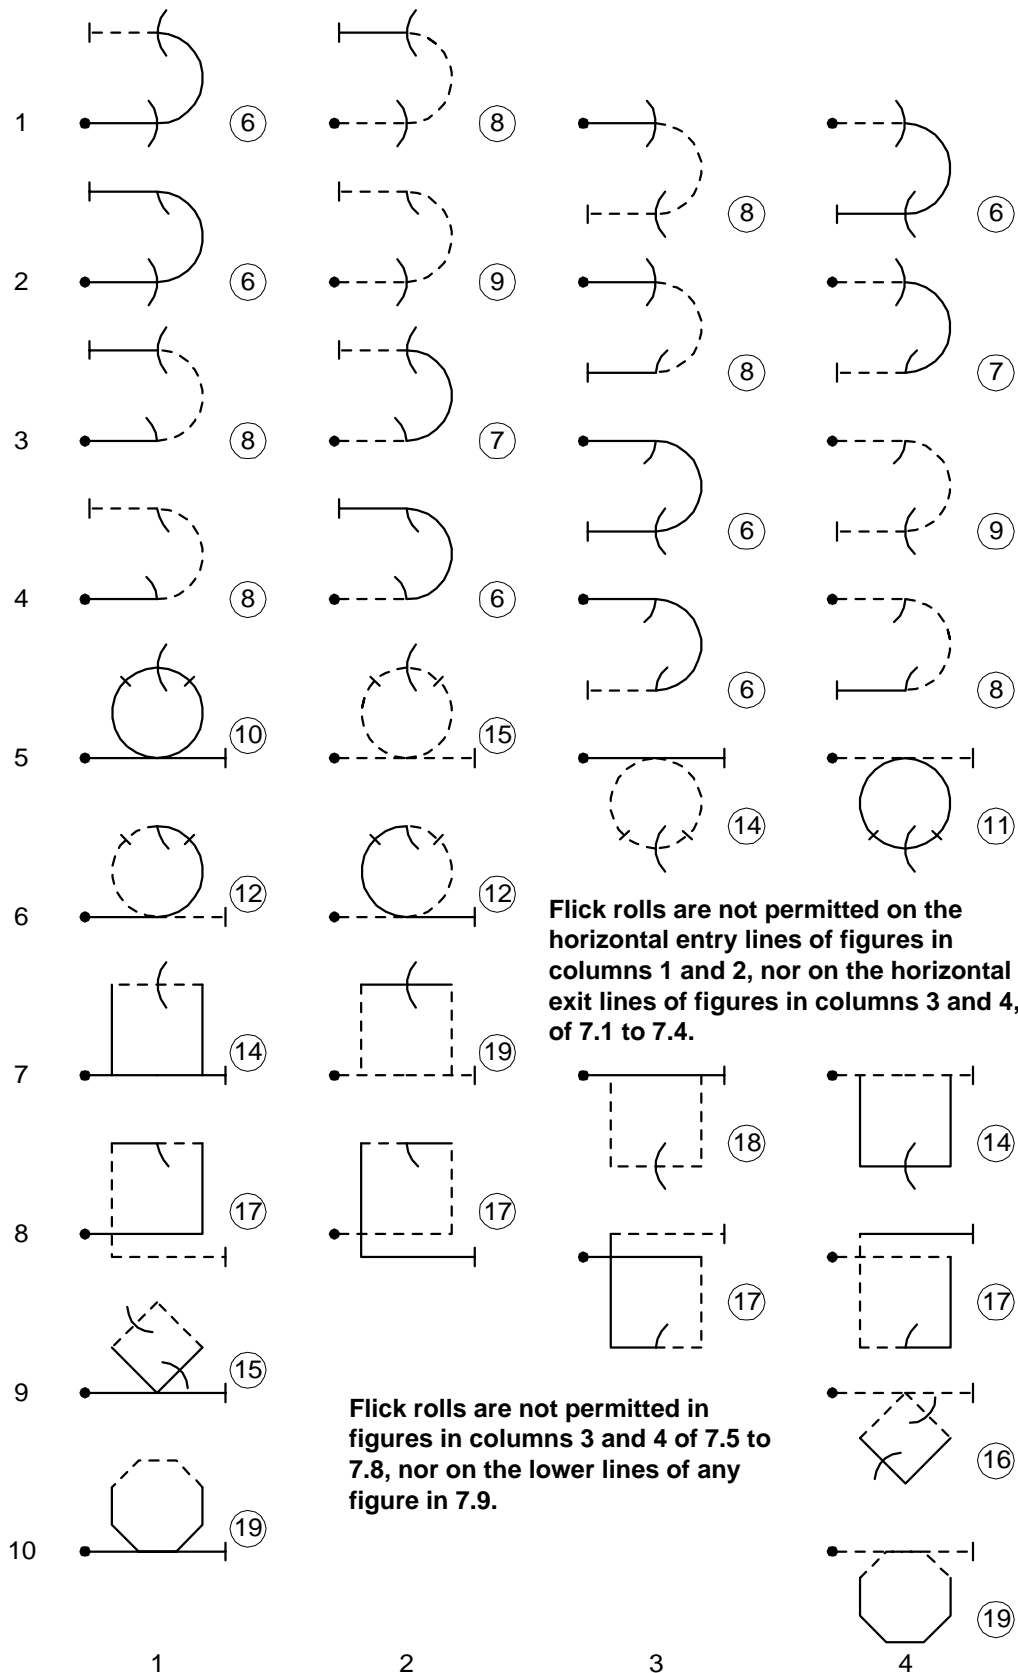 1 6 8 8 6
2 6 9 8 7
3 8 7 6 9
4 8 6 6 8
5 10 15 14 11
6 12 12
Flick rolls are not permitted on the
horizontal entry lines of figures in
columns 1 and 2, nor on the horizontal
exit lines of figures in columns 3 and 4,
of 7.1 to 7.4.
7 14 19 18 14
8 17 17 17 17
9 15 16
Flick rolls are not permitted in
figures in columns 3 and 4 of 7.5 to
7.8, nor on the lower lines of any
figure in 7.9.
10 19 19
1 2 3 4